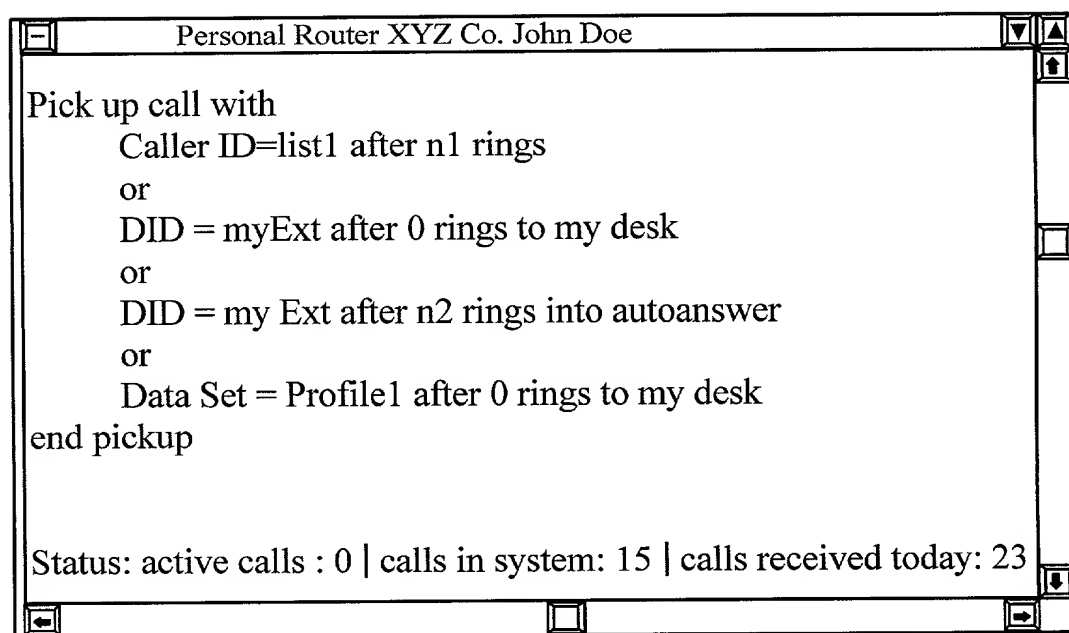 Personal Router XYZ Co. John Doe
Pick up call with
Caller ID=list1 after n1 rings
or
DID = myExt after 0 rings to my desk
or
DID = my Ext after n2 rings into autoanswer
or
Data Set = Profile1 after 0 rings to my desk
end pickup
Status: active calls : 0 | calls in system: 15 | calls received today: 23